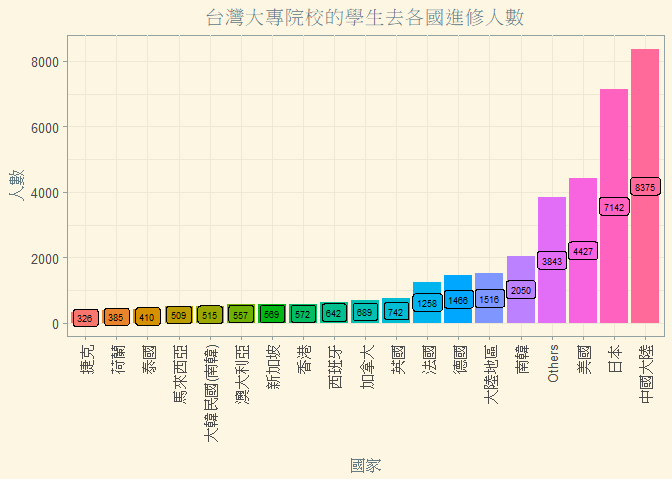 台灣大專院校的學生去各國進修人數
人數
8000
6000
4000
2000
0
326
385
410
509
515
557
569
572
642
689
742
1258
1466
1516
2050
3843
4427
7142
8375
捷克
荷蘭
泰國
馬來西亞
大韓民國(南韓)
澳大利亞
新加坡
香港
西班牙
加拿大
英國
法國
德國
大陸地區
南韓
Others
美國
日本
中國大陸
國家